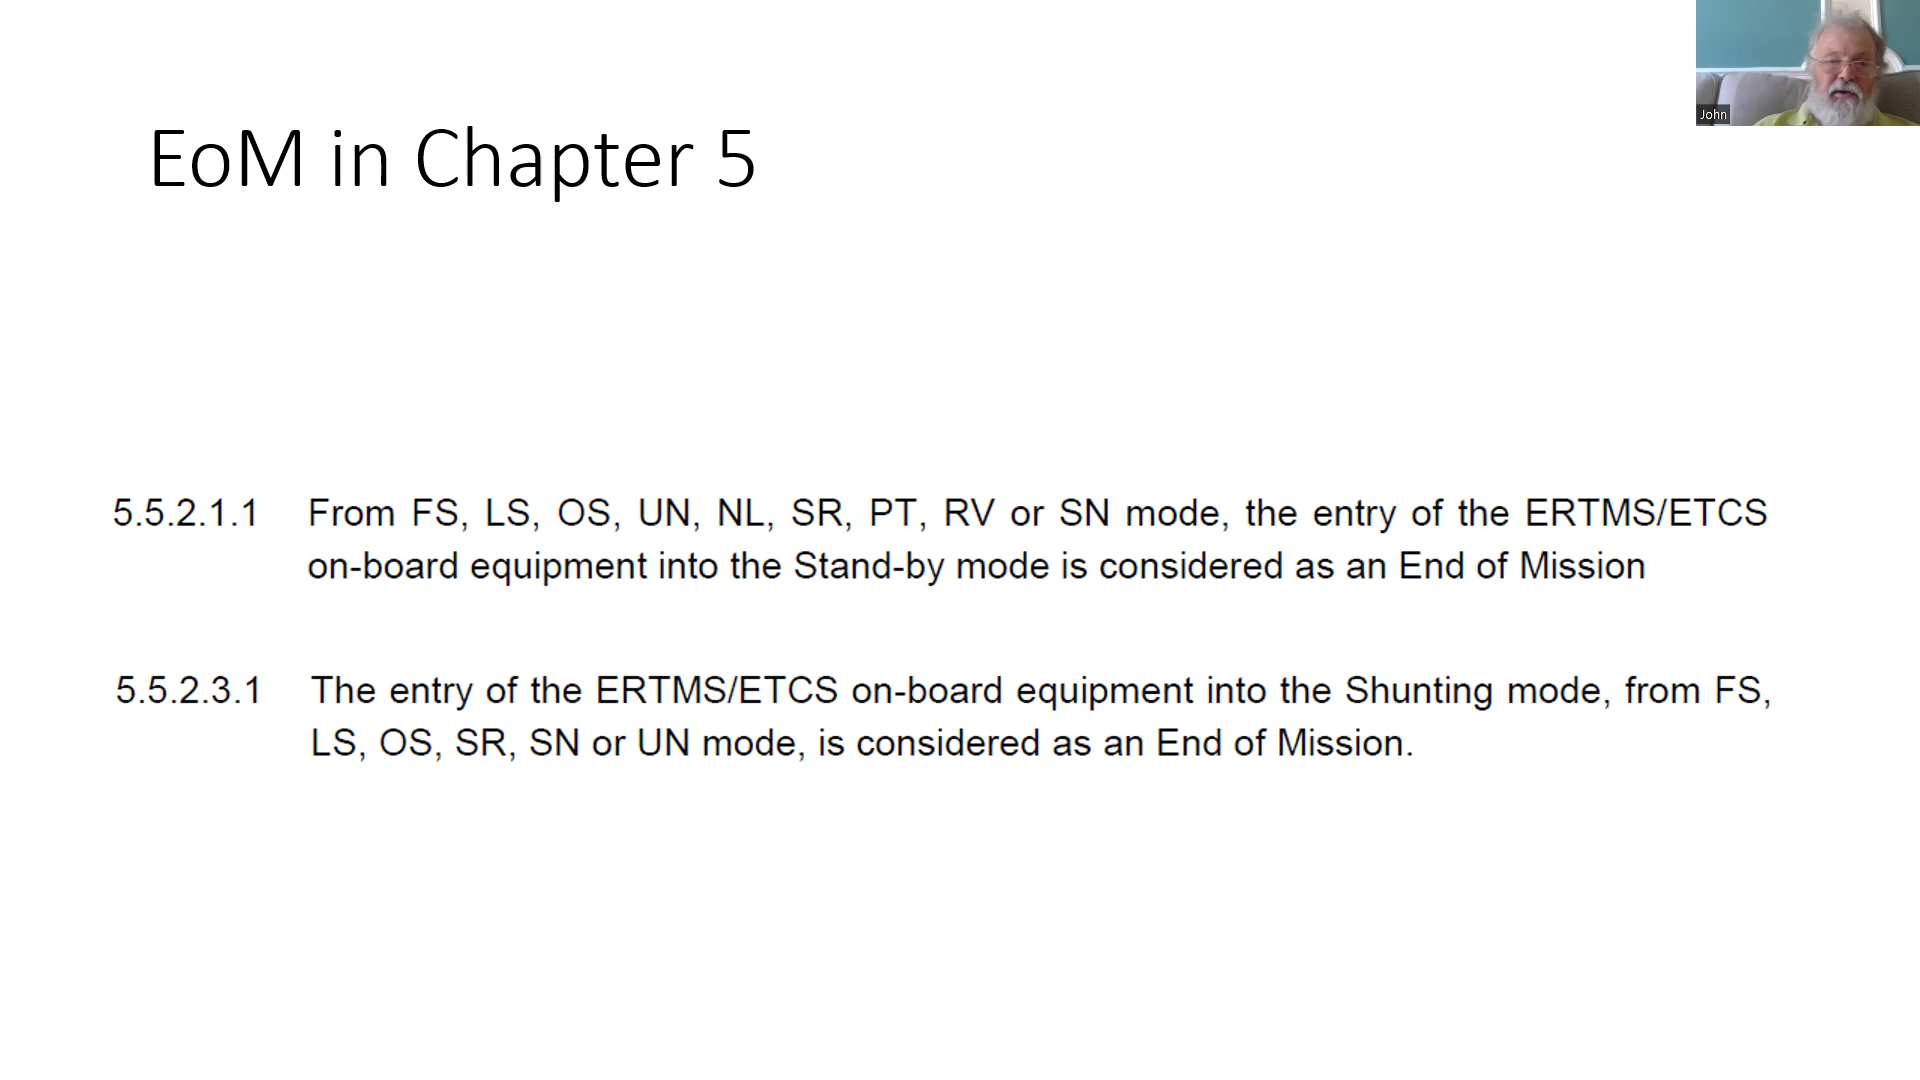 John
EoM in Chapter 5
5.5.2.1.1 From FS, LS, OS, UN, NL, SR, PT, RV or SN mode, the entry of the ERTMS/ETCS
on-board equipment into the Stand-by mode is considered as an End of Mission
5.5.2.3.1 The entry of the ERTMS/ETCS on-board equipment into the Shunting mode, from FS,
LS, OS, SR, SN or UN mode, is considered as an End of Mission.